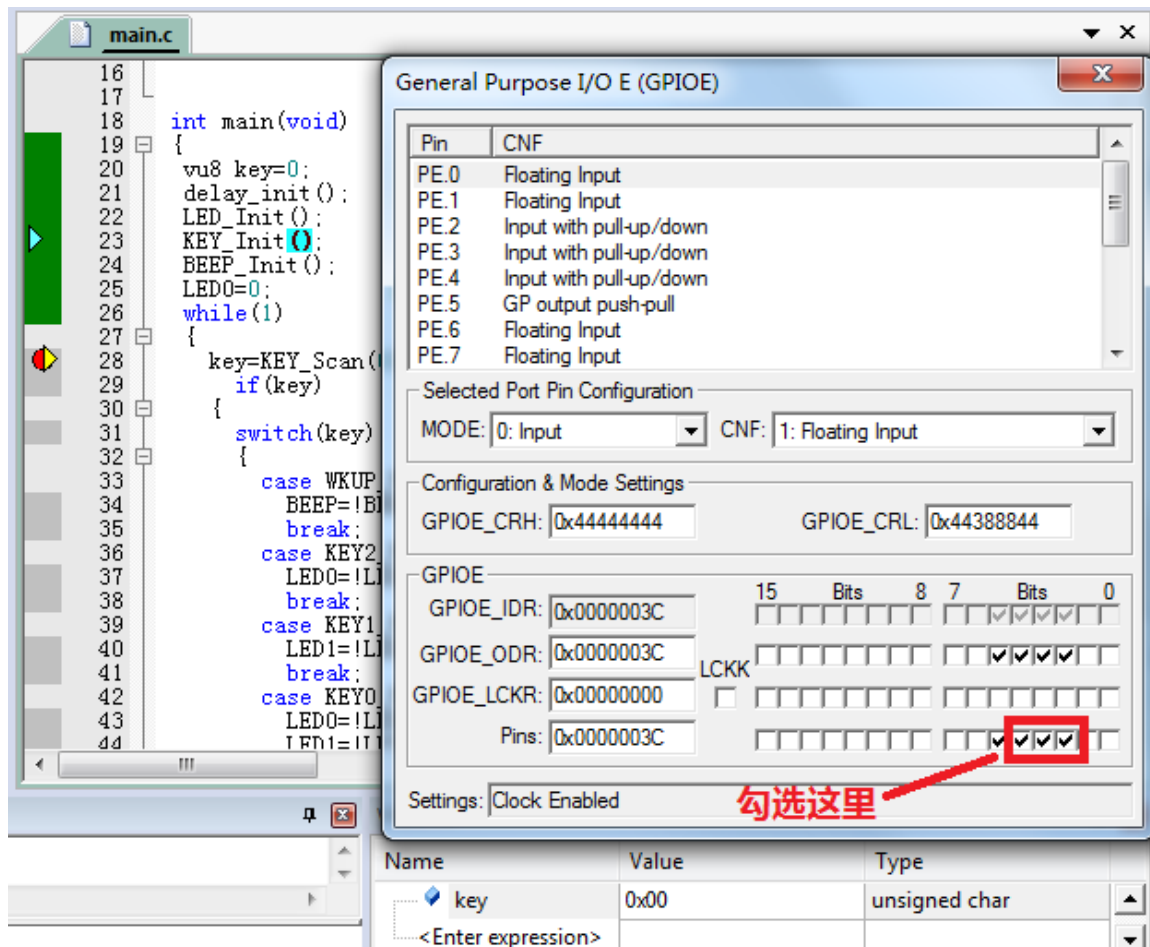 main.c
General Purpose I/O E (GPIOE)
16
17
18 int main(void)
19 {
20 vu8 key=0;
21 delay_init();
22 LED_Init();
23 KEY_Init();
24 BEEP_Init();
25 LED0=0;
26 while(1)
27 {
28 key=KEY_Scan(
29 if(key)
30 {
31 switch(key)
32 {
33 case WKUP_
34 BEEP=!B
35 break;
36 case KEY2_
37 LED0=!L
38 break;
39 case KEY1_
40 LED1=!L
41 break;
42 case KEY0_
43 LED0=!L
44 LED1=!L
Pin CNF
PE.0 Floating Input
PE.1 Floating Input
PE.2 Input with pull-up/down
PE.3 Input with pull-up/down
PE.4 Input with pull-up/down
PE.5 GP output push-pull
PE.6 Floating Input
PE.7 Floating Input
Selected Port Pin Configuration
MODE: 0: Input CNF: 1: Floating Input
Configuration & Mode Settings
GPIOE_CRH: 0x44444444 GPIOE_CRL: 0x44388844
GPIOE
15 Bits 8 7 Bits 0
GPIOE_IDR: 0x0000003C
GPIOE_ODR: 0x0000003C
LCKK
GPIOE_LCKR: 0x00000000
Pins: 0x0000003C
Settings: Clock Enabled
勾选这里
Name Value Type
key 0x00 unsigned char
<Enter expression>